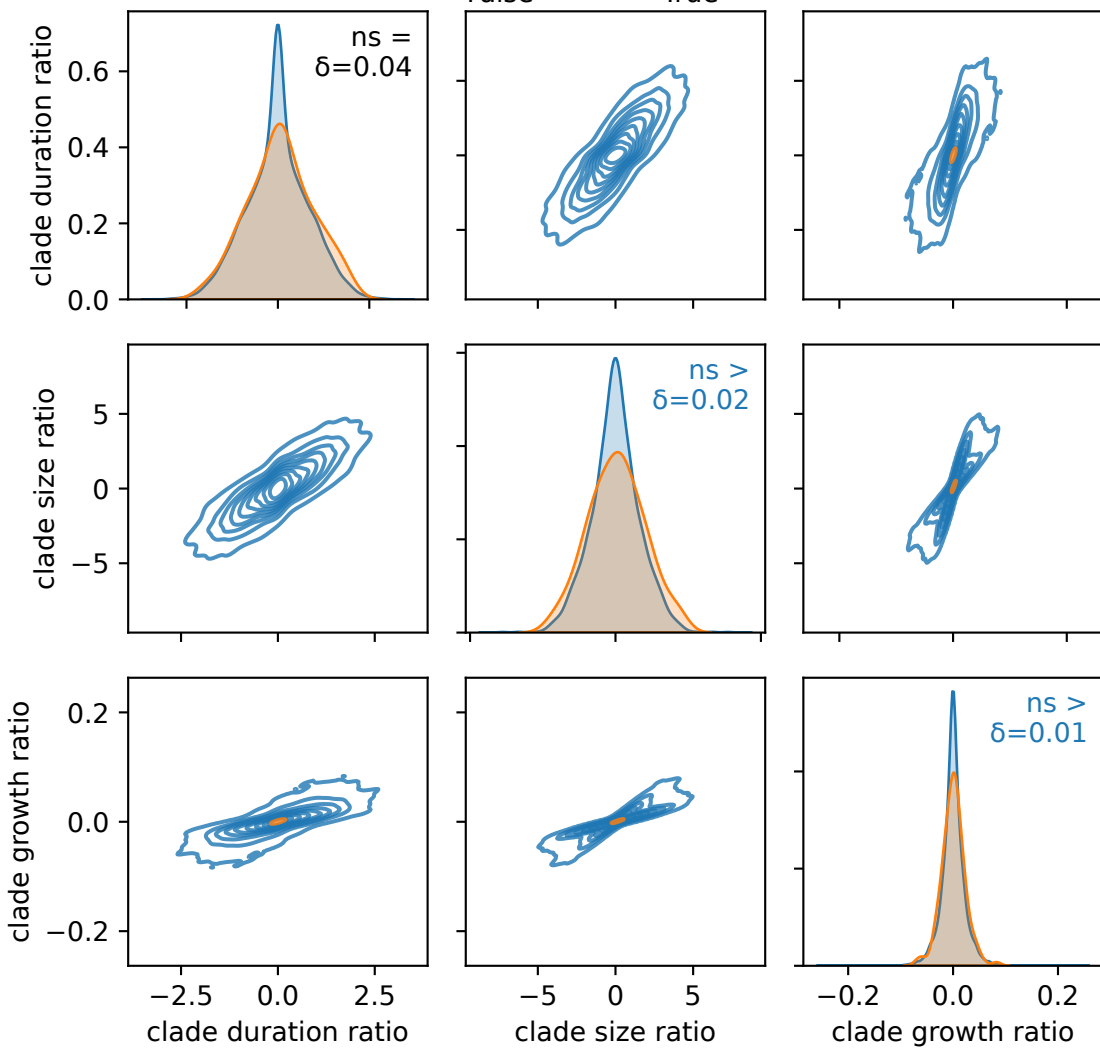 clade duration ratio
0.6
0.4
0.2
0.0
ns =
δ=0.04
clade size ratio
5
0
−5
ns >
δ=0.02
clade growth ratio
0.2
0.0
−0.2
ns >
δ=0.01
−2.5 0.0 2.5
−5 0 5
−0.2 0.0 0.2
clade duration ratio
clade size ratio
clade growth ratio